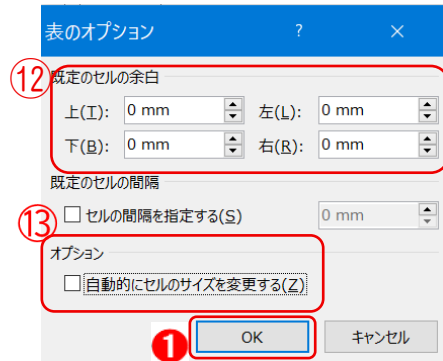 表のオプション ? ×
⑫ 既定のセルの余白
上(T): 0 mm 左(L): 0 mm
下(B): 0 mm 右(R): 0 mm
既定のセルの間隔
⑬ セルの間隔を指定する(S) 0 mm
オプション
自動的にセルのサイズを変更する(Z)
❶ OK キャンセル